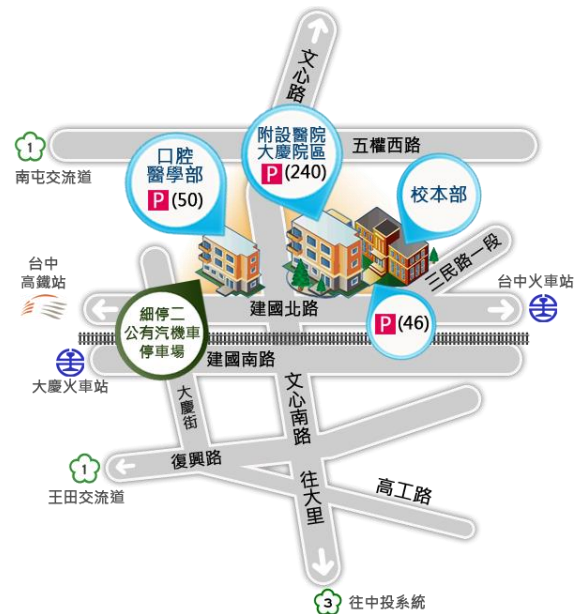 文心路
1
五權西路
南屯交流道
口腔
醫學部
P(50)
附設醫院
大慶院區
P(240)
校本部
三民路一段
台中
高鐵站
台中火車站
建國北路
細停二
公有汽機車
停車場
P(46)
建國南路
大慶火車站
大慶街
文心南路
復興路
1
王田交流道
往大里
高工路
3 往中投系統